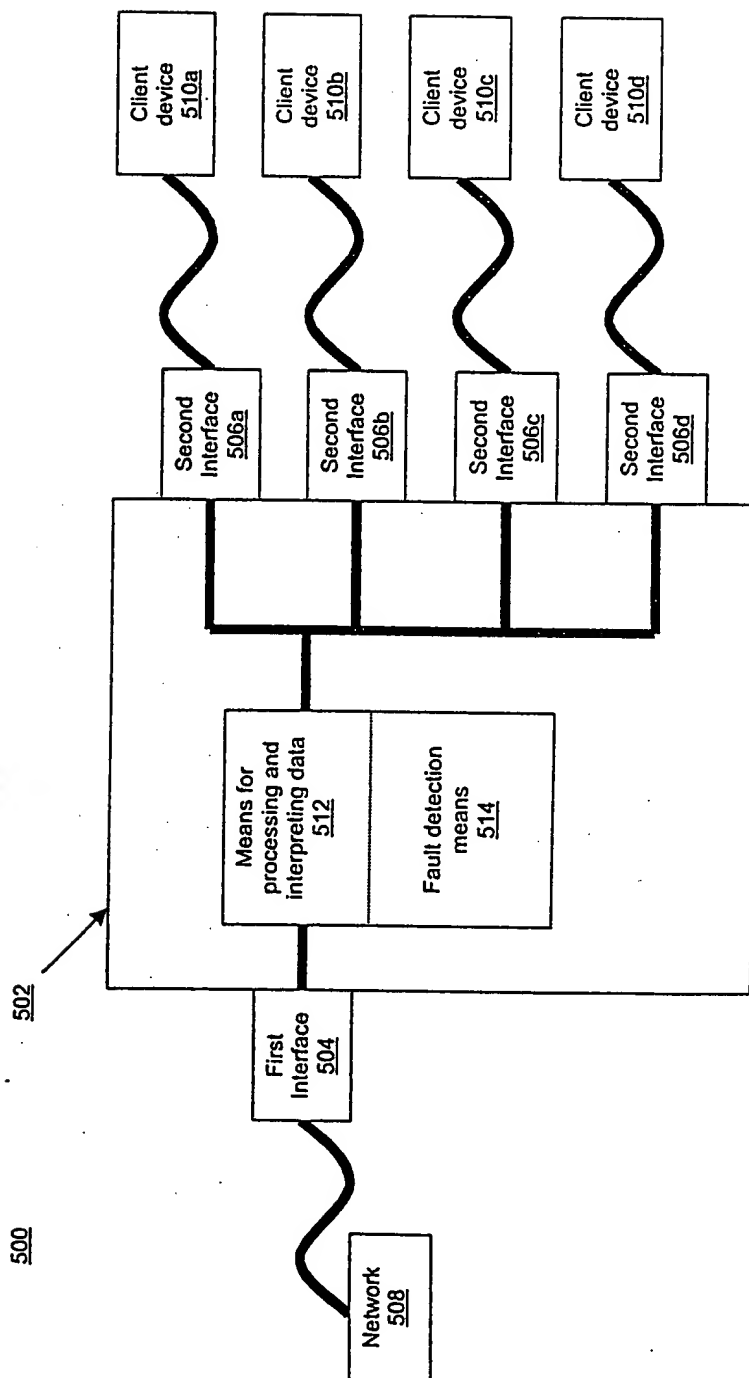 500
502
Network
508
First
Interface
504
Means for
processing and
interpreting data
512
Fault detection
means
514
Second
Interface
506a
Second
Interface
506b
Second
Interface
506c
Second
Interface
506d
Client
device
510a
Client
device
510b
Client
device
510c
Client
device
510d